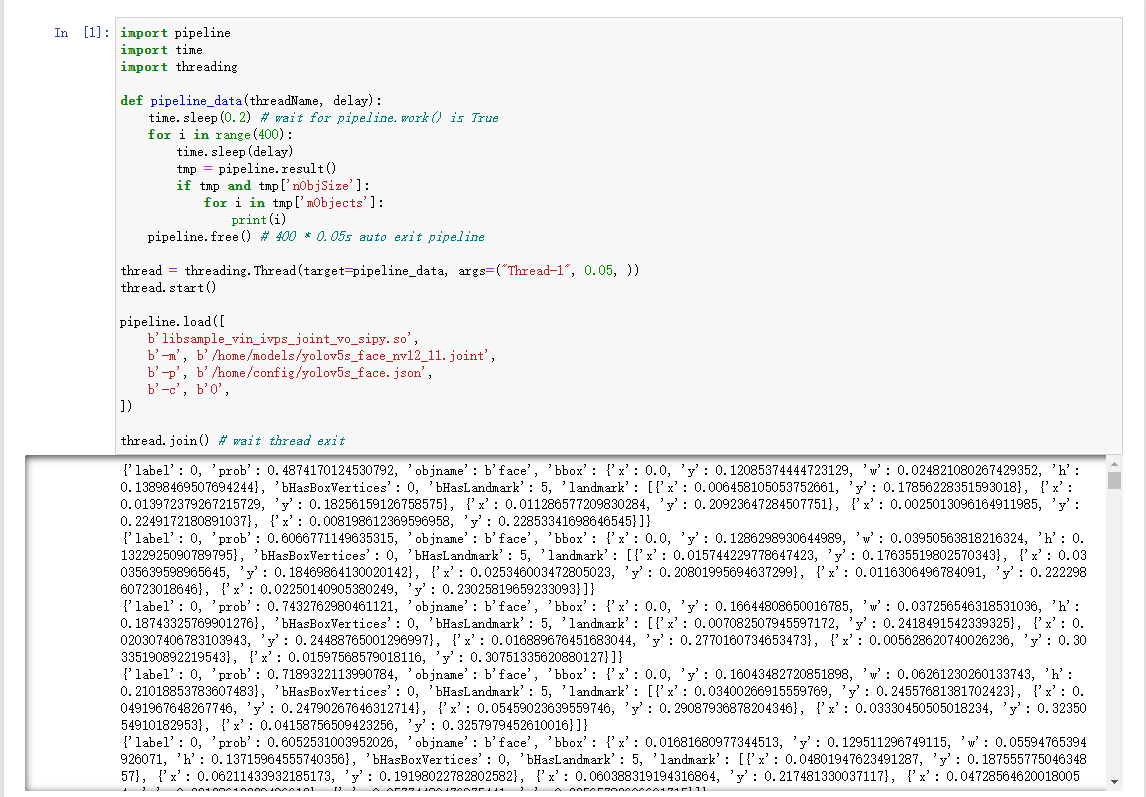 In [1]:
import pipeline
import time
import threading
def pipeline_data(threadName, delay):
    time.sleep(0.2) # wait for pipeline.work() is True
    for i in range(400):
        time.sleep(delay)
        tmp = pipeline.result()
        if tmp and tmp['nObjSize']:
            for i in tmp['mObjects']:
                print(i)
    pipeline.free() # 400 * 0.05s auto exit pipeline
thread = threading.Thread(target=pipeline_data, args=("Thread-1", 0.05, ))
thread.start()
pipeline.load([
    b'libsample_vin_ivps_joint_vo_sipy.so',
    b'-m', b'/home/models/yolov5s_face_nv12_11.joint',
    b'-p', b'/home/config/yolov5s_face.json',
    b'-c', b'0',
])
thread.join() # wait thread exit
{'label': 0, 'prob': 0.4874170124530792, 'objname': b'face', 'bbox': {'x': 0.0, 'y': 0.12085374444723129, 'w': 0.024821080267429352, 'h':
0.13898469507694244}, 'bHasBoxVertices': 0, 'bHasLandmark': 5, 'landmark': [{'x': 0.006458105053752661, 'y': 0.17856228351593018}, {'x':
0.013972379267215729, 'y': 0.18256159126758575}, {'x': 0.011286577209830284, 'y': 0.20923647284507751}, {'x': 0.0025013096164911985, 'y':
0.2249172180891037}, {'x': 0.008198612369596958, 'y': 0.22853341698646545}]}
{'label': 0, 'prob': 0.6066771149635315, 'objname': b'face', 'bbox': {'x': 0.0, 'y': 0.1286298930644989, 'w': 0.03950563818216324, 'h': 0.
1322925090789795}, 'bHasBoxVertices': 0, 'bHasLandmark': 5, 'landmark': [{'x': 0.015744229778647423, 'y': 0.17635519802570343}, {'x': 0.03
035639598965645, 'y': 0.18469864130020142}, {'x': 0.025346003472805023, 'y': 0.20801995694637299}, {'x': 0.0116306496784091, 'y': 0.222298
60723018646}, {'x': 0.02250140905380249, 'y': 0.23025819659233093}]}
{'label': 0, 'prob': 0.7432762980461121, 'objname': b'face', 'bbox': {'x': 0.0, 'y': 0.16644808650016785, 'w': 0.037256546318531036, 'h':
0.18743325769901276}, 'bHasBoxVertices': 0, 'bHasLandmark': 5, 'landmark': [{'x': 0.007082507945597172, 'y': 0.2418491542339325}, {'x': 0.
020307406783103943, 'y': 0.24488765001296997}, {'x': 0.016889676451683044, 'y': 0.2770160734653473}, {'x': 0.005628620740026236, 'y': 0.30
335190892219543}, {'x': 0.01597568579018116, 'y': 0.30751335620880127}]}
{'label': 0, 'prob': 0.7189322113990784, 'objname': b'face', 'bbox': {'x': 0.0, 'y': 0.16043482720851898, 'w': 0.06261230260133743, 'h':
0.21018853783607483}, 'bHasBoxVertices': 0, 'bHasLandmark': 5, 'landmark': [{'x': 0.03400266915559769, 'y': 0.24557681381702423}, {'x': 0.
0491967648267746, 'y': 0.24790267646312714}, {'x': 0.05459023639559746, 'y': 0.29087936878204346}, {'x': 0.03330450505018234, 'y': 0.32350
54910182953}, {'x': 0.04158756509423256, 'y': 0.3257979452610016}]}
{'label': 0, 'prob': 0.6052531003952026, 'objname': b'face', 'bbox': {'x': 0.01681680977344513, 'y': 0.129511296749115, 'w': 0.05594765394
926071, 'h': 0.13715964555740356}, 'bHasBoxVertices': 0, 'bHasLandmark': 5, 'landmark': [{'x': 0.04801947623491287, 'y': 0.187555775046348
57}, {'x': 0.06211433932185173, 'y': 0.19198022782802582}, {'x': 0.060388319194316864, 'y': 0.217481330037117}, {'x': 0.04728564620018005